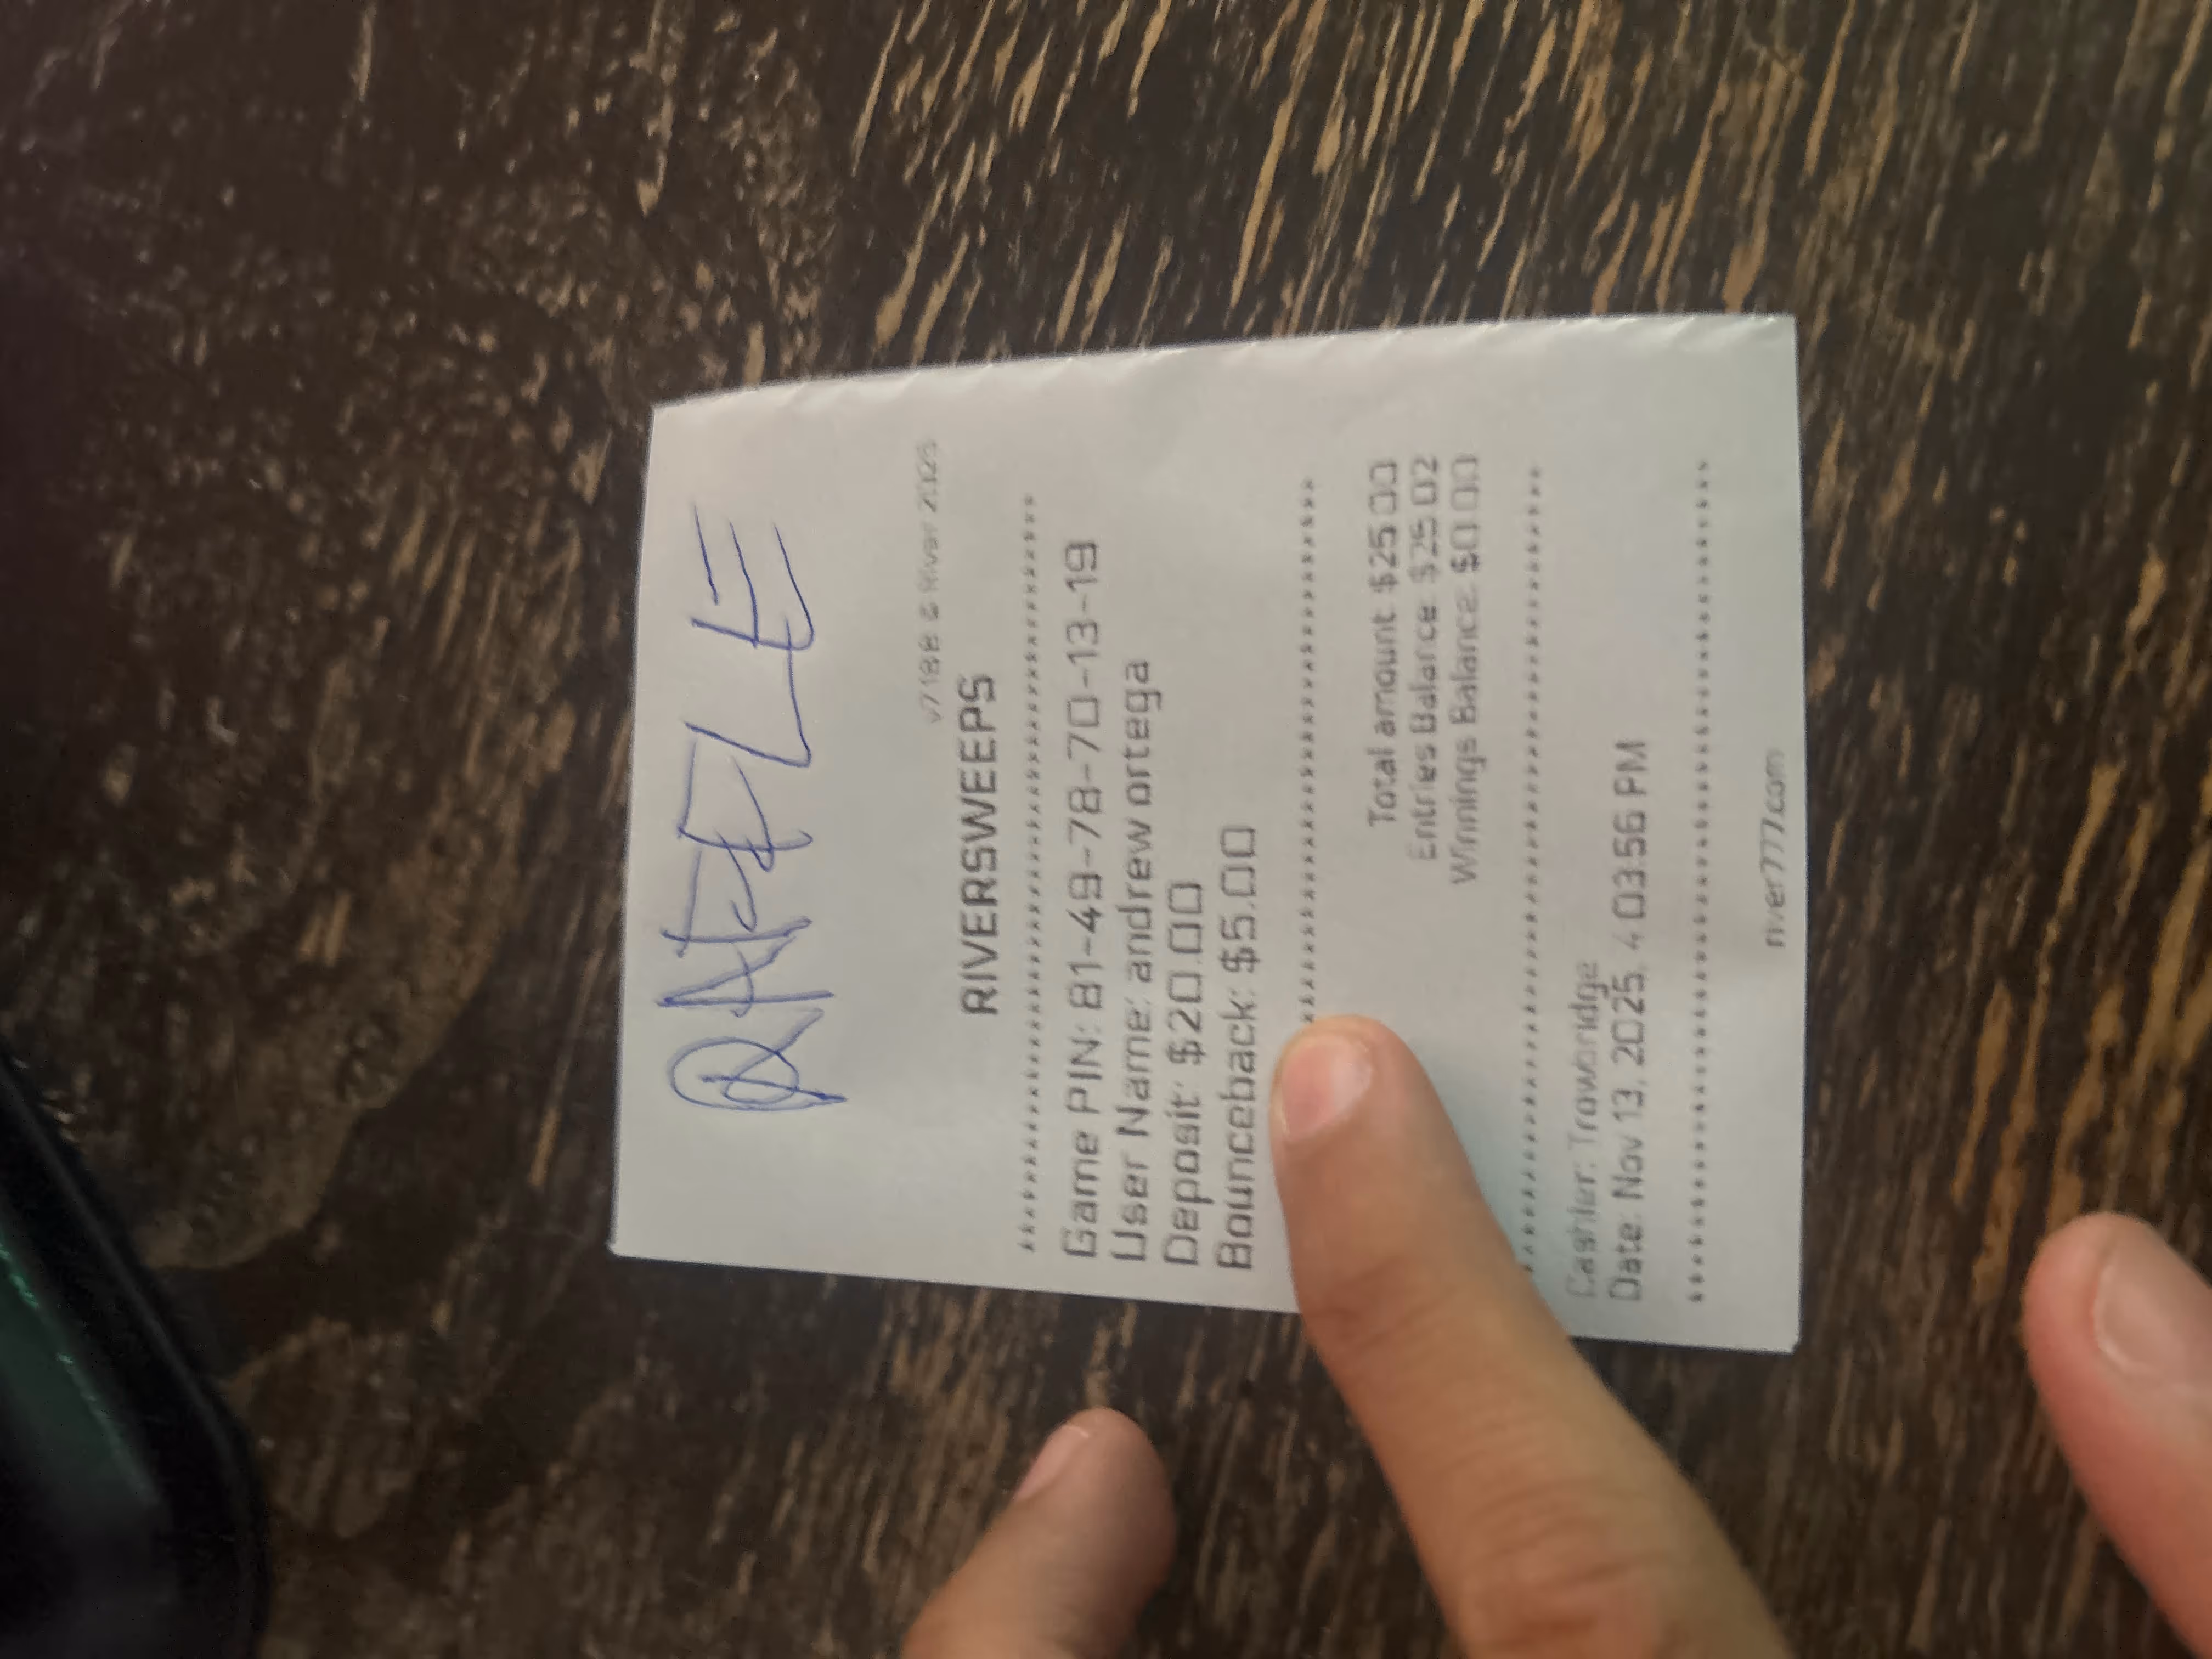 RAFFLE
v7188 © River 2025
RIVERSWEEPS
****************************************
Game PIN: 81-49-78-70-13-19
User Name: andrew ortega
Deposit: $20.00
Bounceback: $5.00
****************************************
Total amount: $25.00
Entries Balance: $25.02
Winnings Balance: $0.00
****************************************
Cashier: Trowbridge
Date: Nov 13, 2025, 4:03:56 PM
****************************************
river777.com